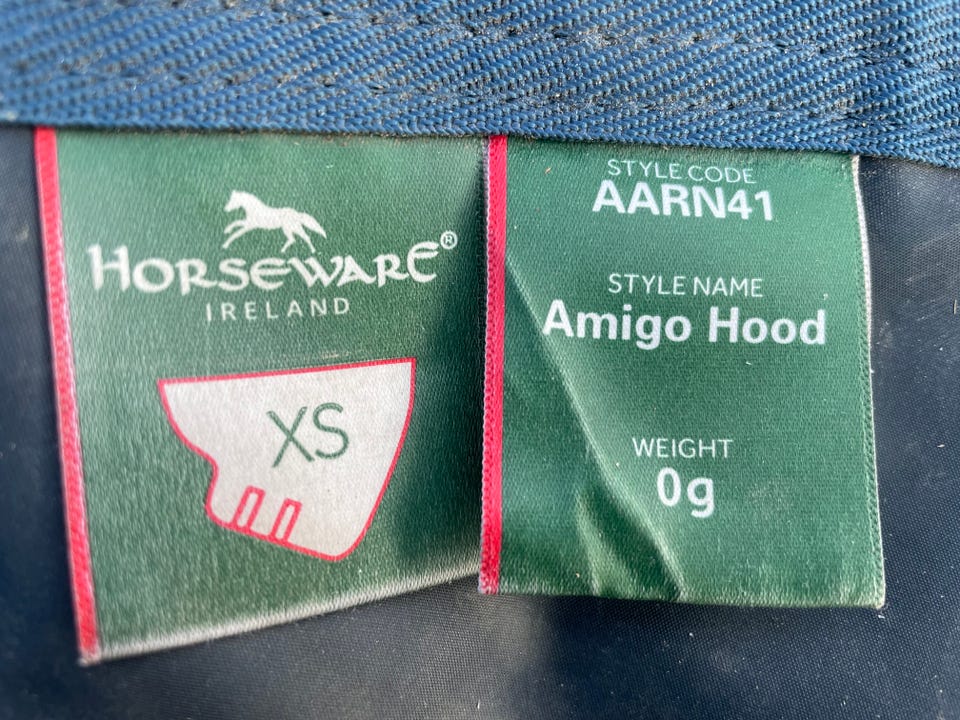 HORSEWARE®
IRELAND
XS
STYLE CODE
AARN41
STYLE NAME
Amigo Hood
WEIGHT
0g